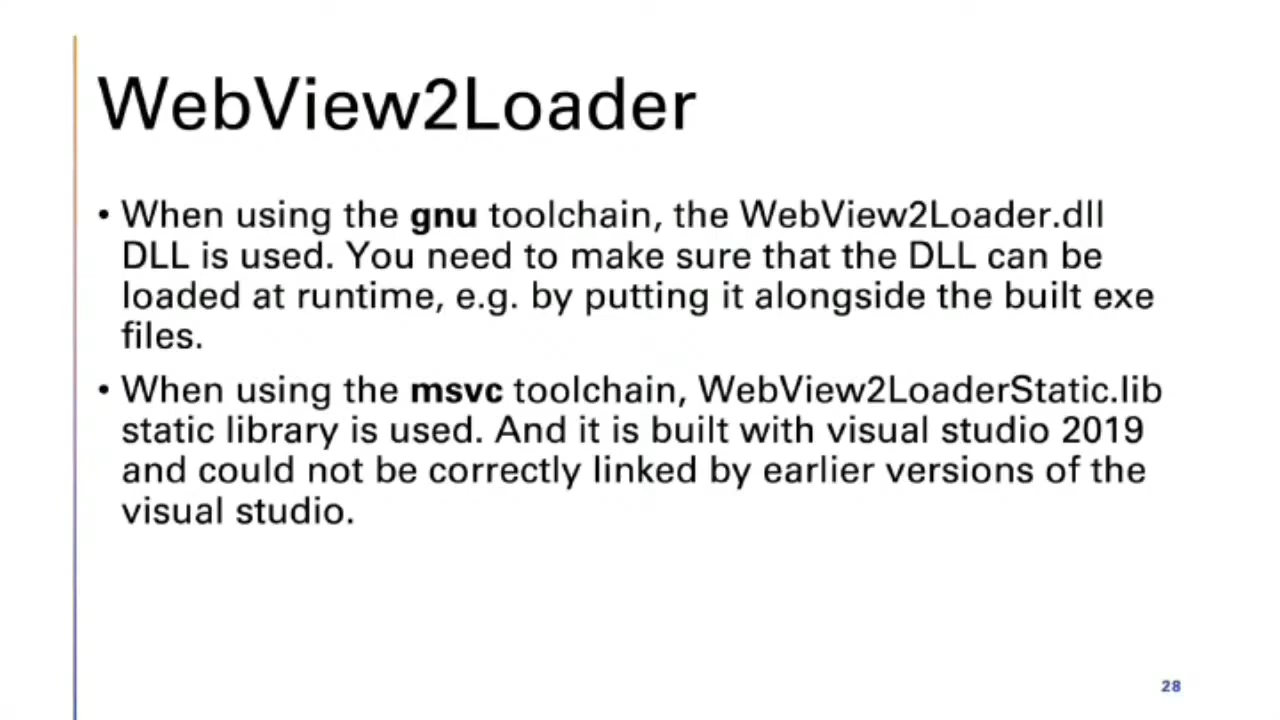 WebView2Loader
• When using the gnu toolchain, the WebView2Loader.dll
DLL is used. You need to make sure that the DLL can be
loaded at runtime, e.g. by putting it alongside the built exe
files.
• When using the msvc toolchain, WebView2LoaderStatic.lib
static library is used. And it is built with visual studio 2019
and could not be correctly linked by earlier versions of the
visual studio.
28